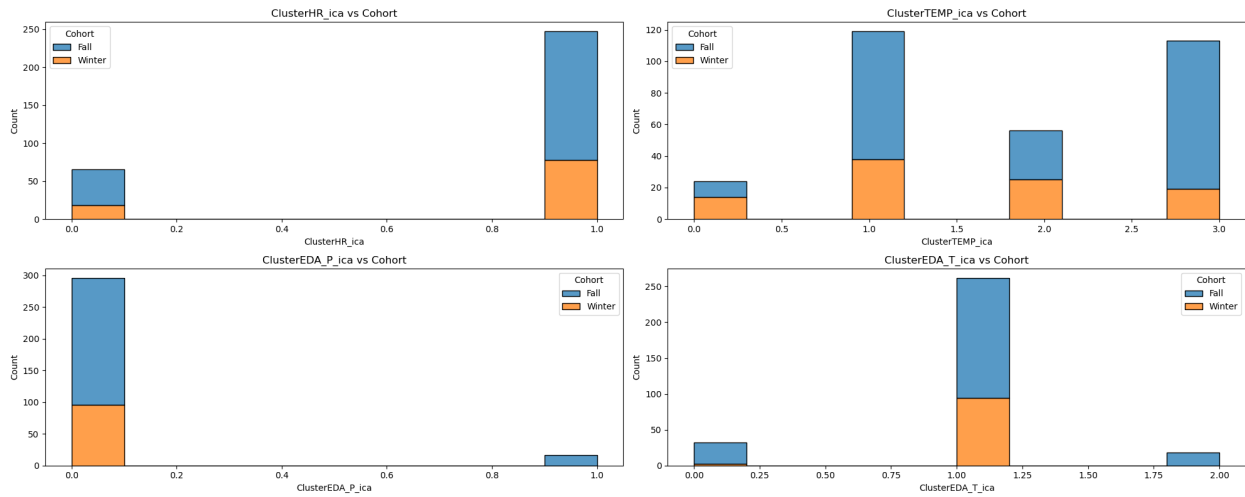 ClusterHR_ica vs Cohort
250
200
150
100
50
0
Count
Cohort
Fall
Winter
0.0 0.2 0.4 0.6 0.8 1.0
ClusterHR_ica
ClusterTEMP_ica vs Cohort
120
100
80
60
40
20
0
Count
Cohort
Fall
Winter
0.0 0.5 1.0 1.5 2.0 2.5 3.0
ClusterTEMP_ica
ClusterEDA_P_ica vs Cohort
300
250
200
150
100
50
0
Count
Cohort
Fall
Winter
0.0 0.2 0.4 0.6 0.8 1.0
ClusterEDA_P_ica
ClusterEDA_T_ica vs Cohort
250
200
150
100
50
0
Count
Cohort
Fall
Winter
0.00 0.25 0.50 0.75 1.00 1.25 1.50 1.75 2.00
ClusterEDA_T_ica